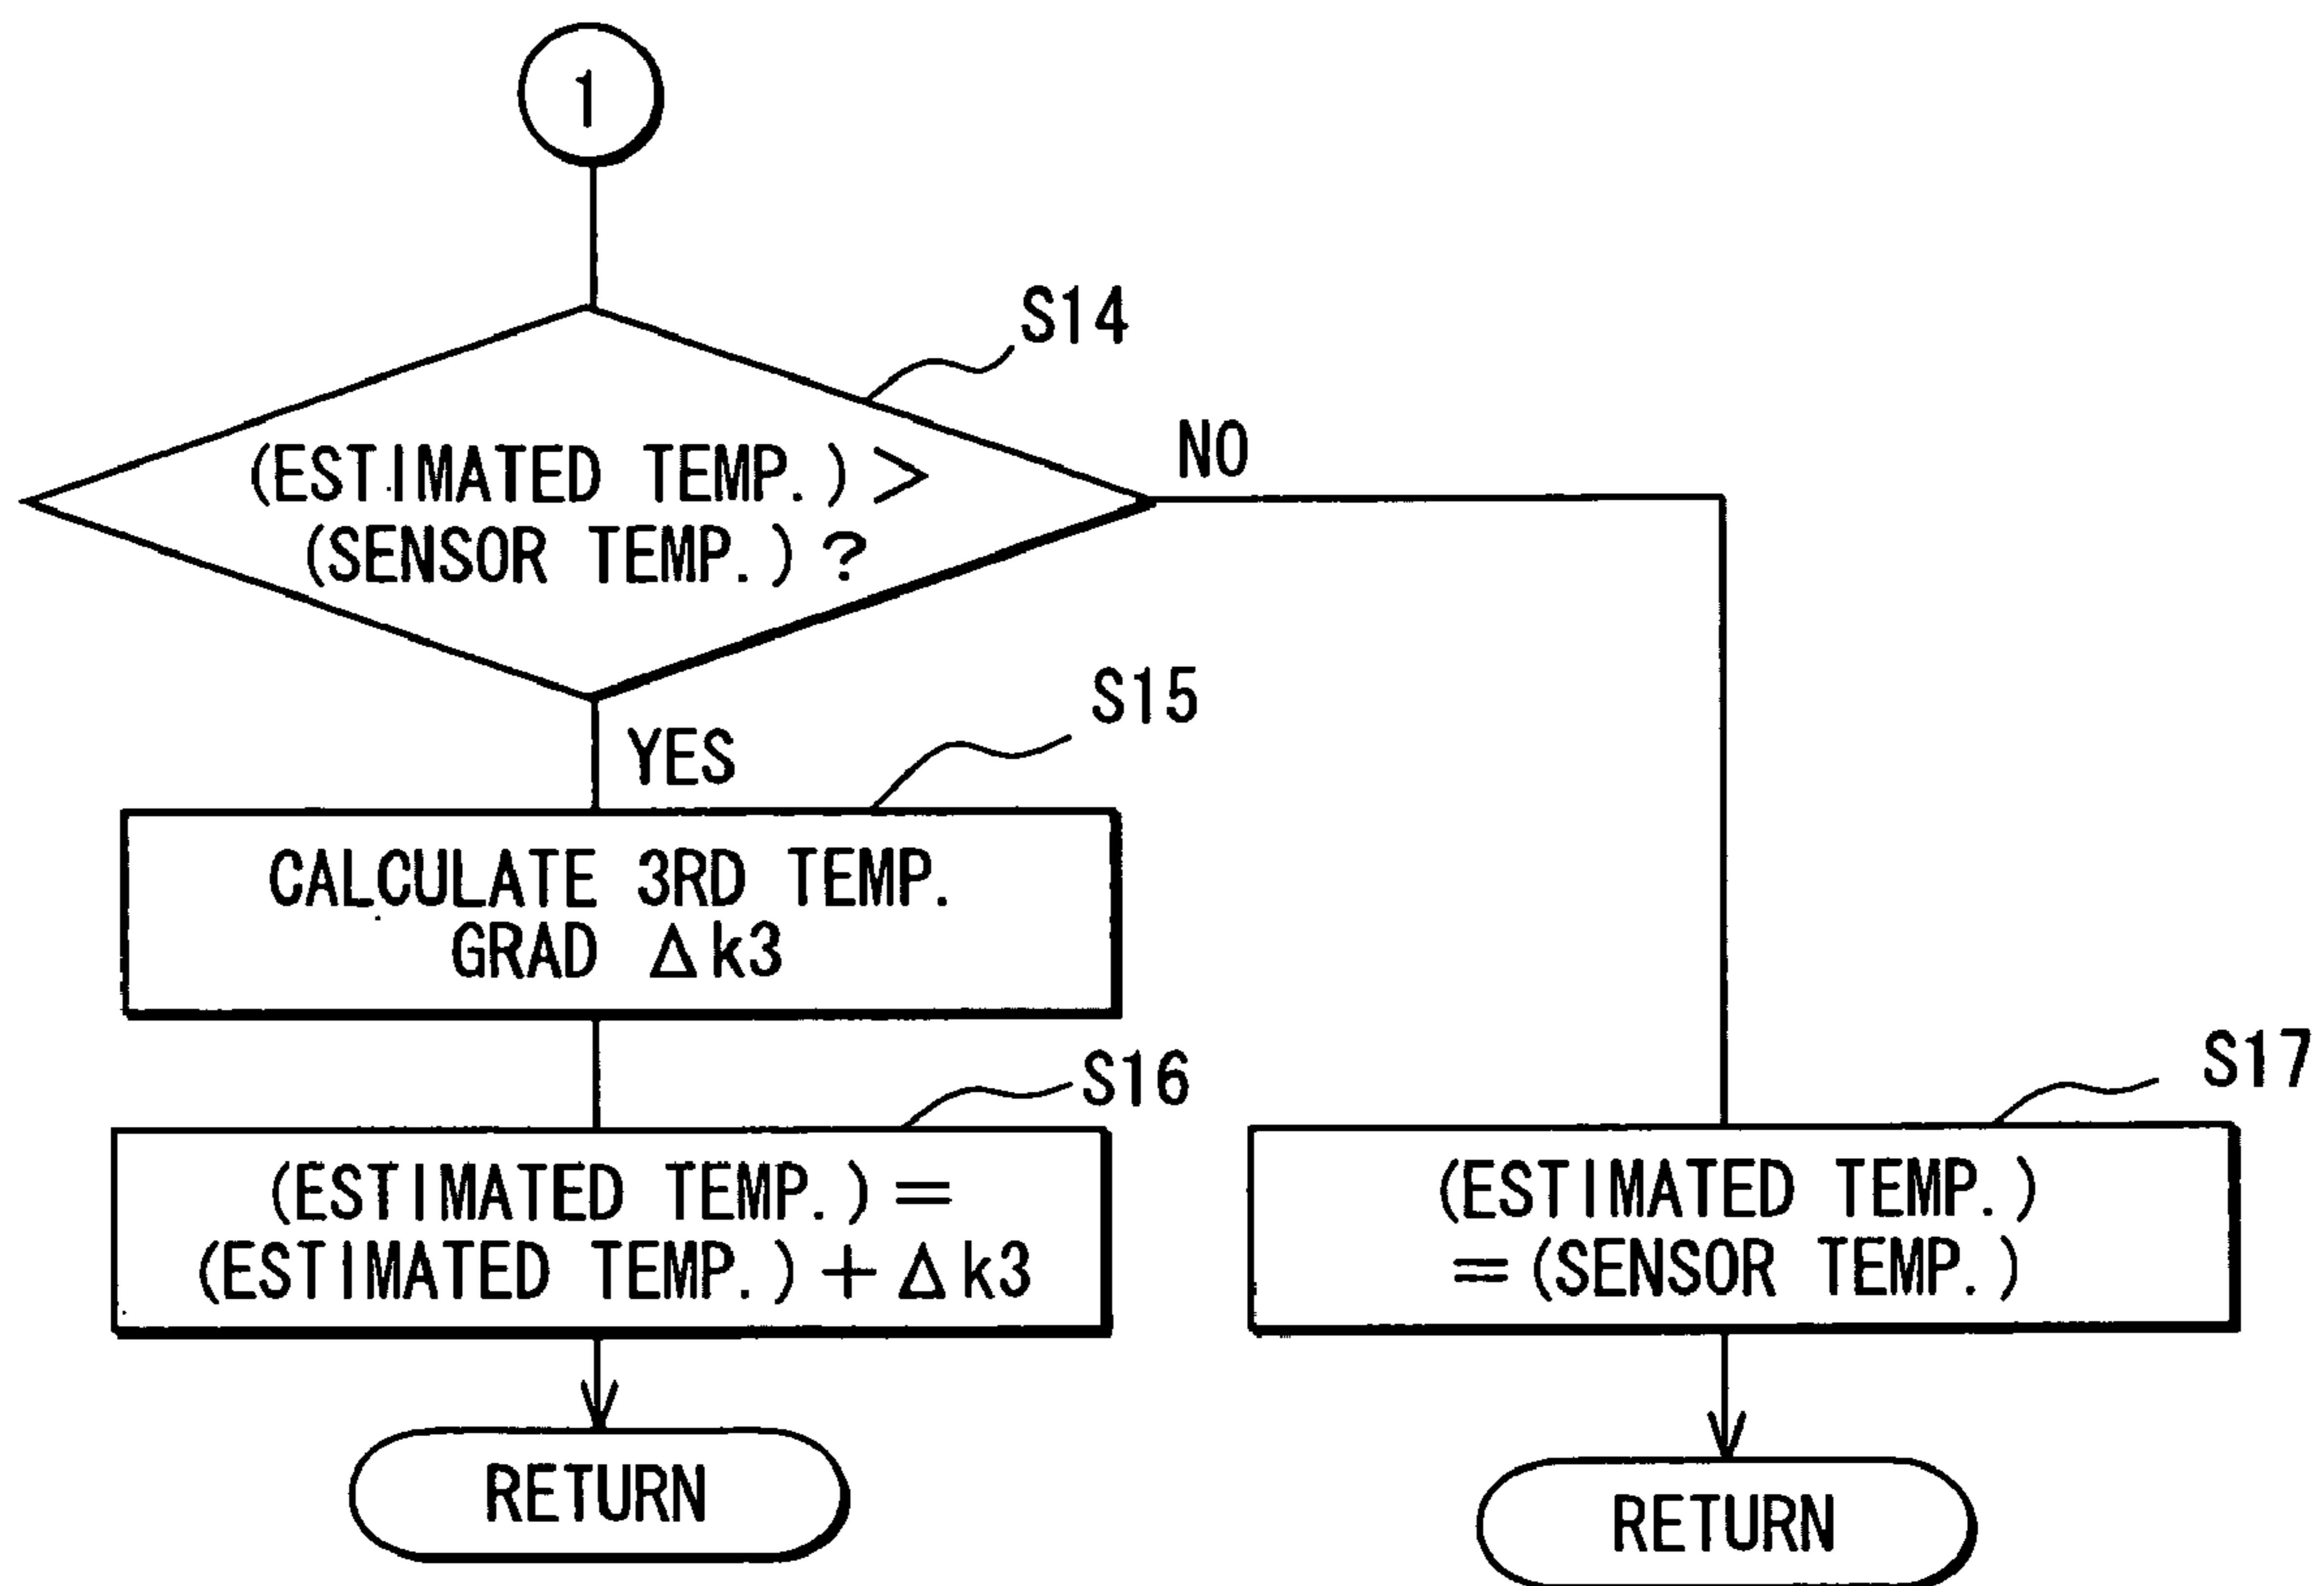 1
S14
(ESTIMATED TEMP.) >
(SENSOR TEMP.) ?
NO
YES
S15
CALCULATE 3RD TEMP.
GRAD Δk3
S16
(ESTIMATED TEMP.) =
(ESTIMATED TEMP.) + Δk3
RETURN
S17
(ESTIMATED TEMP.)
= (SENSOR TEMP.)
RETURN